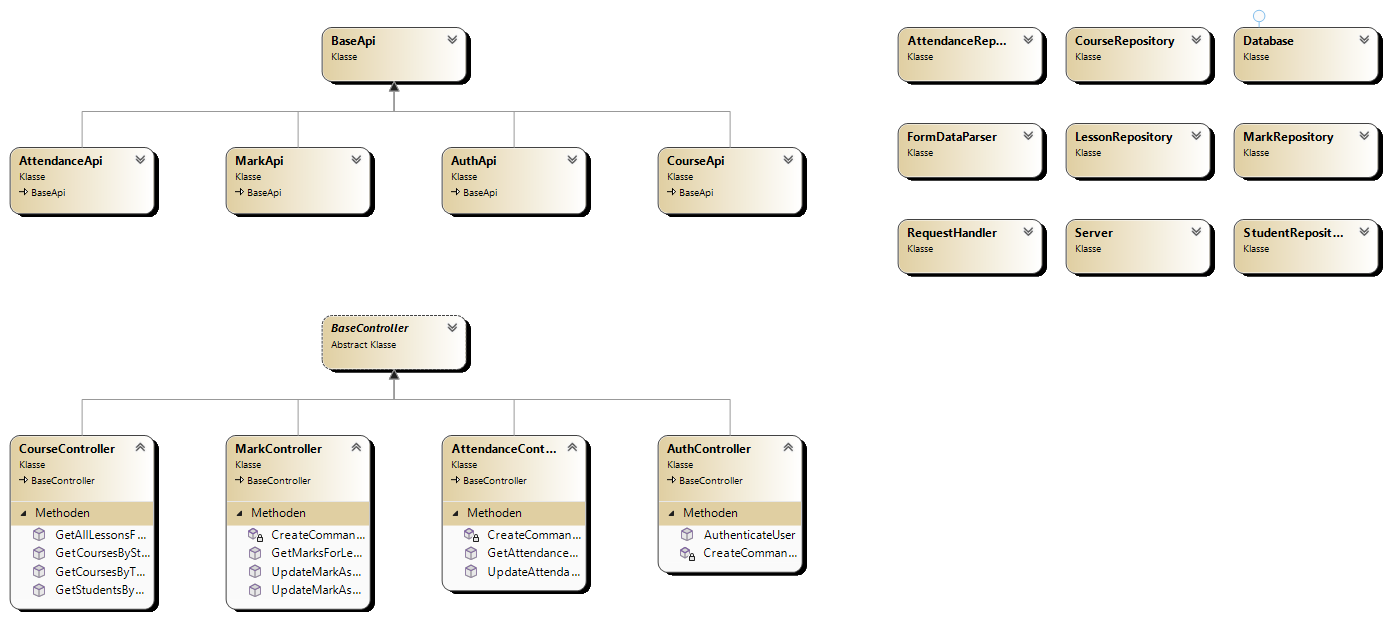 BaseApi
Klasse
AttendanceApi
Klasse
BaseApi
MarkApi
Klasse
BaseApi
AuthApi
Klasse
BaseApi
CourseApi
Klasse
BaseApi
AttendanceRep...
Klasse
CourseRepository
Klasse
Database
Klasse
FormDataParser
Klasse
LessonRepository
Klasse
MarkRepository
Klasse
RequestHandler
Klasse
Server
Klasse
StudentReposit...
Klasse
BaseController
Abstract Klasse
CourseController
Klasse
BaseController
Methoden
GetAllLessonsF...
GetCoursesBySt...
GetCoursesByT...
GetStudentsBy...
MarkController
Klasse
BaseController
Methoden
CreateComman...
GetMarksForLe...
UpdateMarkAs...
UpdateMarkAs...
AttendanceCont...
Klasse
BaseController
Methoden
CreateComman...
GetAttendance...
UpdateAttenda...
AuthController
Klasse
BaseController
Methoden
AuthenticateUser
CreateComman...